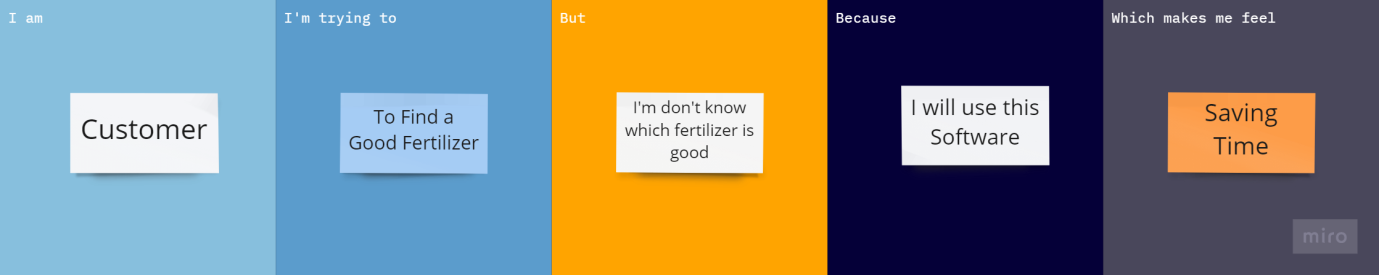 I am
Customer
I'm trying to
To Find a
Good Fertilizer
But
I'm don't know
which fertilizer is
good
Because
I will use this
Software
Which makes me feel
Saving
Time
miro